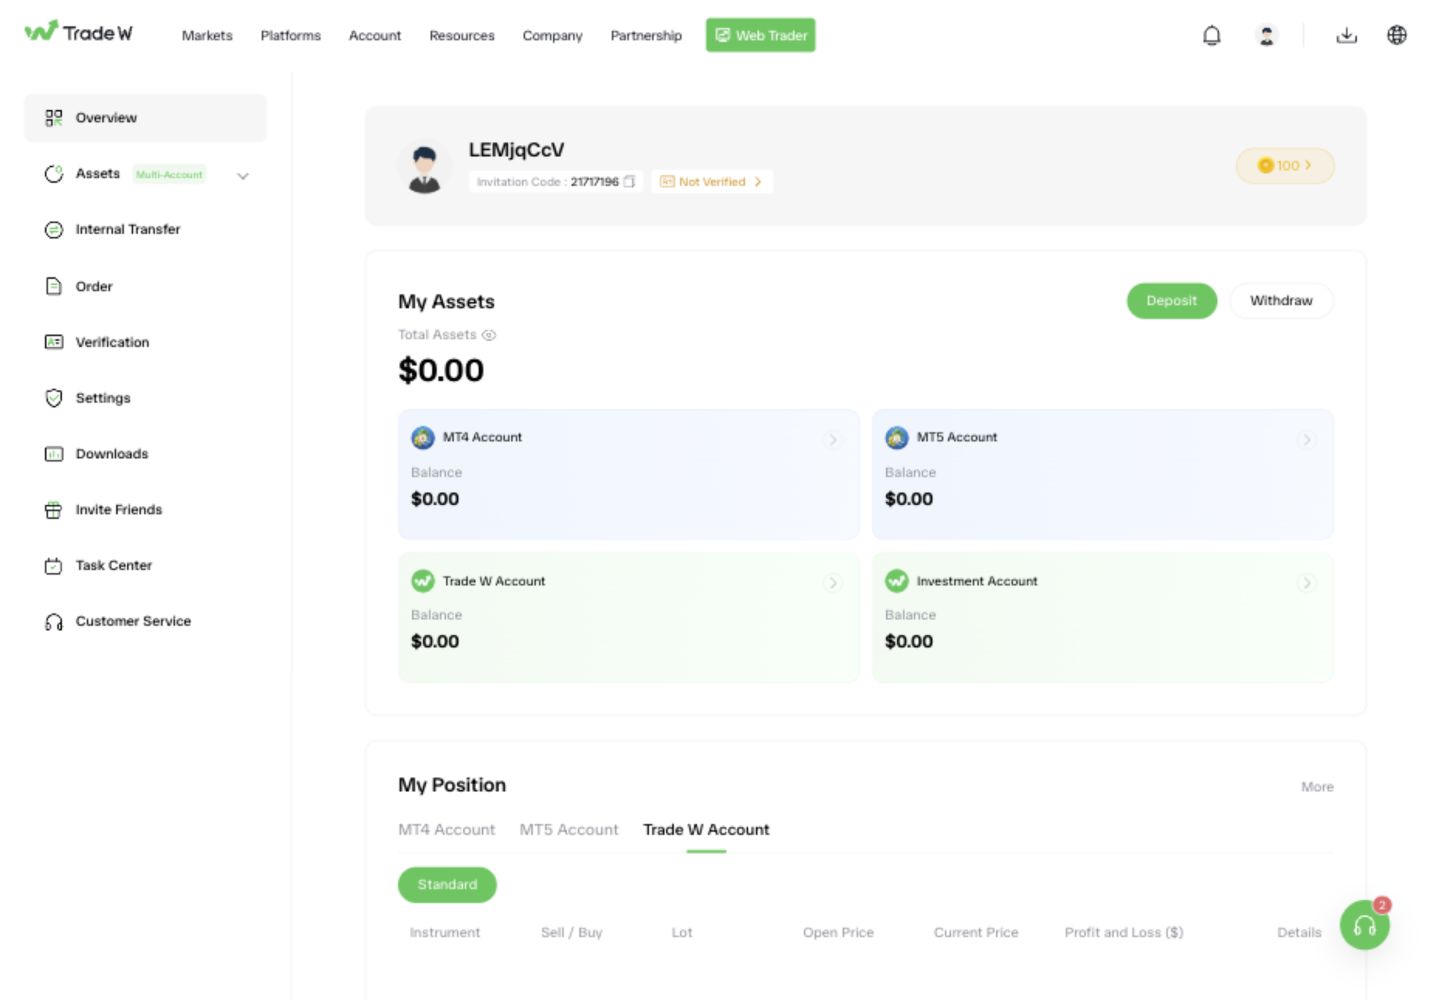 Trade W
Markets
Platforms
Account
Resources
Company
Partnership
Web Trader
Overview
Assets Multi-Account
Internal Transfer
Order
Verification
Settings
Downloads
Invite Friends
Task Center
Customer Service
LEMjqCcV
Invitation Code : 21717196
Not Verified
100
My Assets
Deposit
Withdraw
Total Assets
$0.00
MT4 Account
Balance
$0.00
MT5 Account
Balance
$0.00
Trade W Account
Balance
$0.00
Investment Account
Balance
$0.00
My Position
More
MT4 Account
MT5 Account
Trade W Account
Standard
Instrument
Sell / Buy
Lot
Open Price
Current Price
Profit and Loss ($)
Details
2